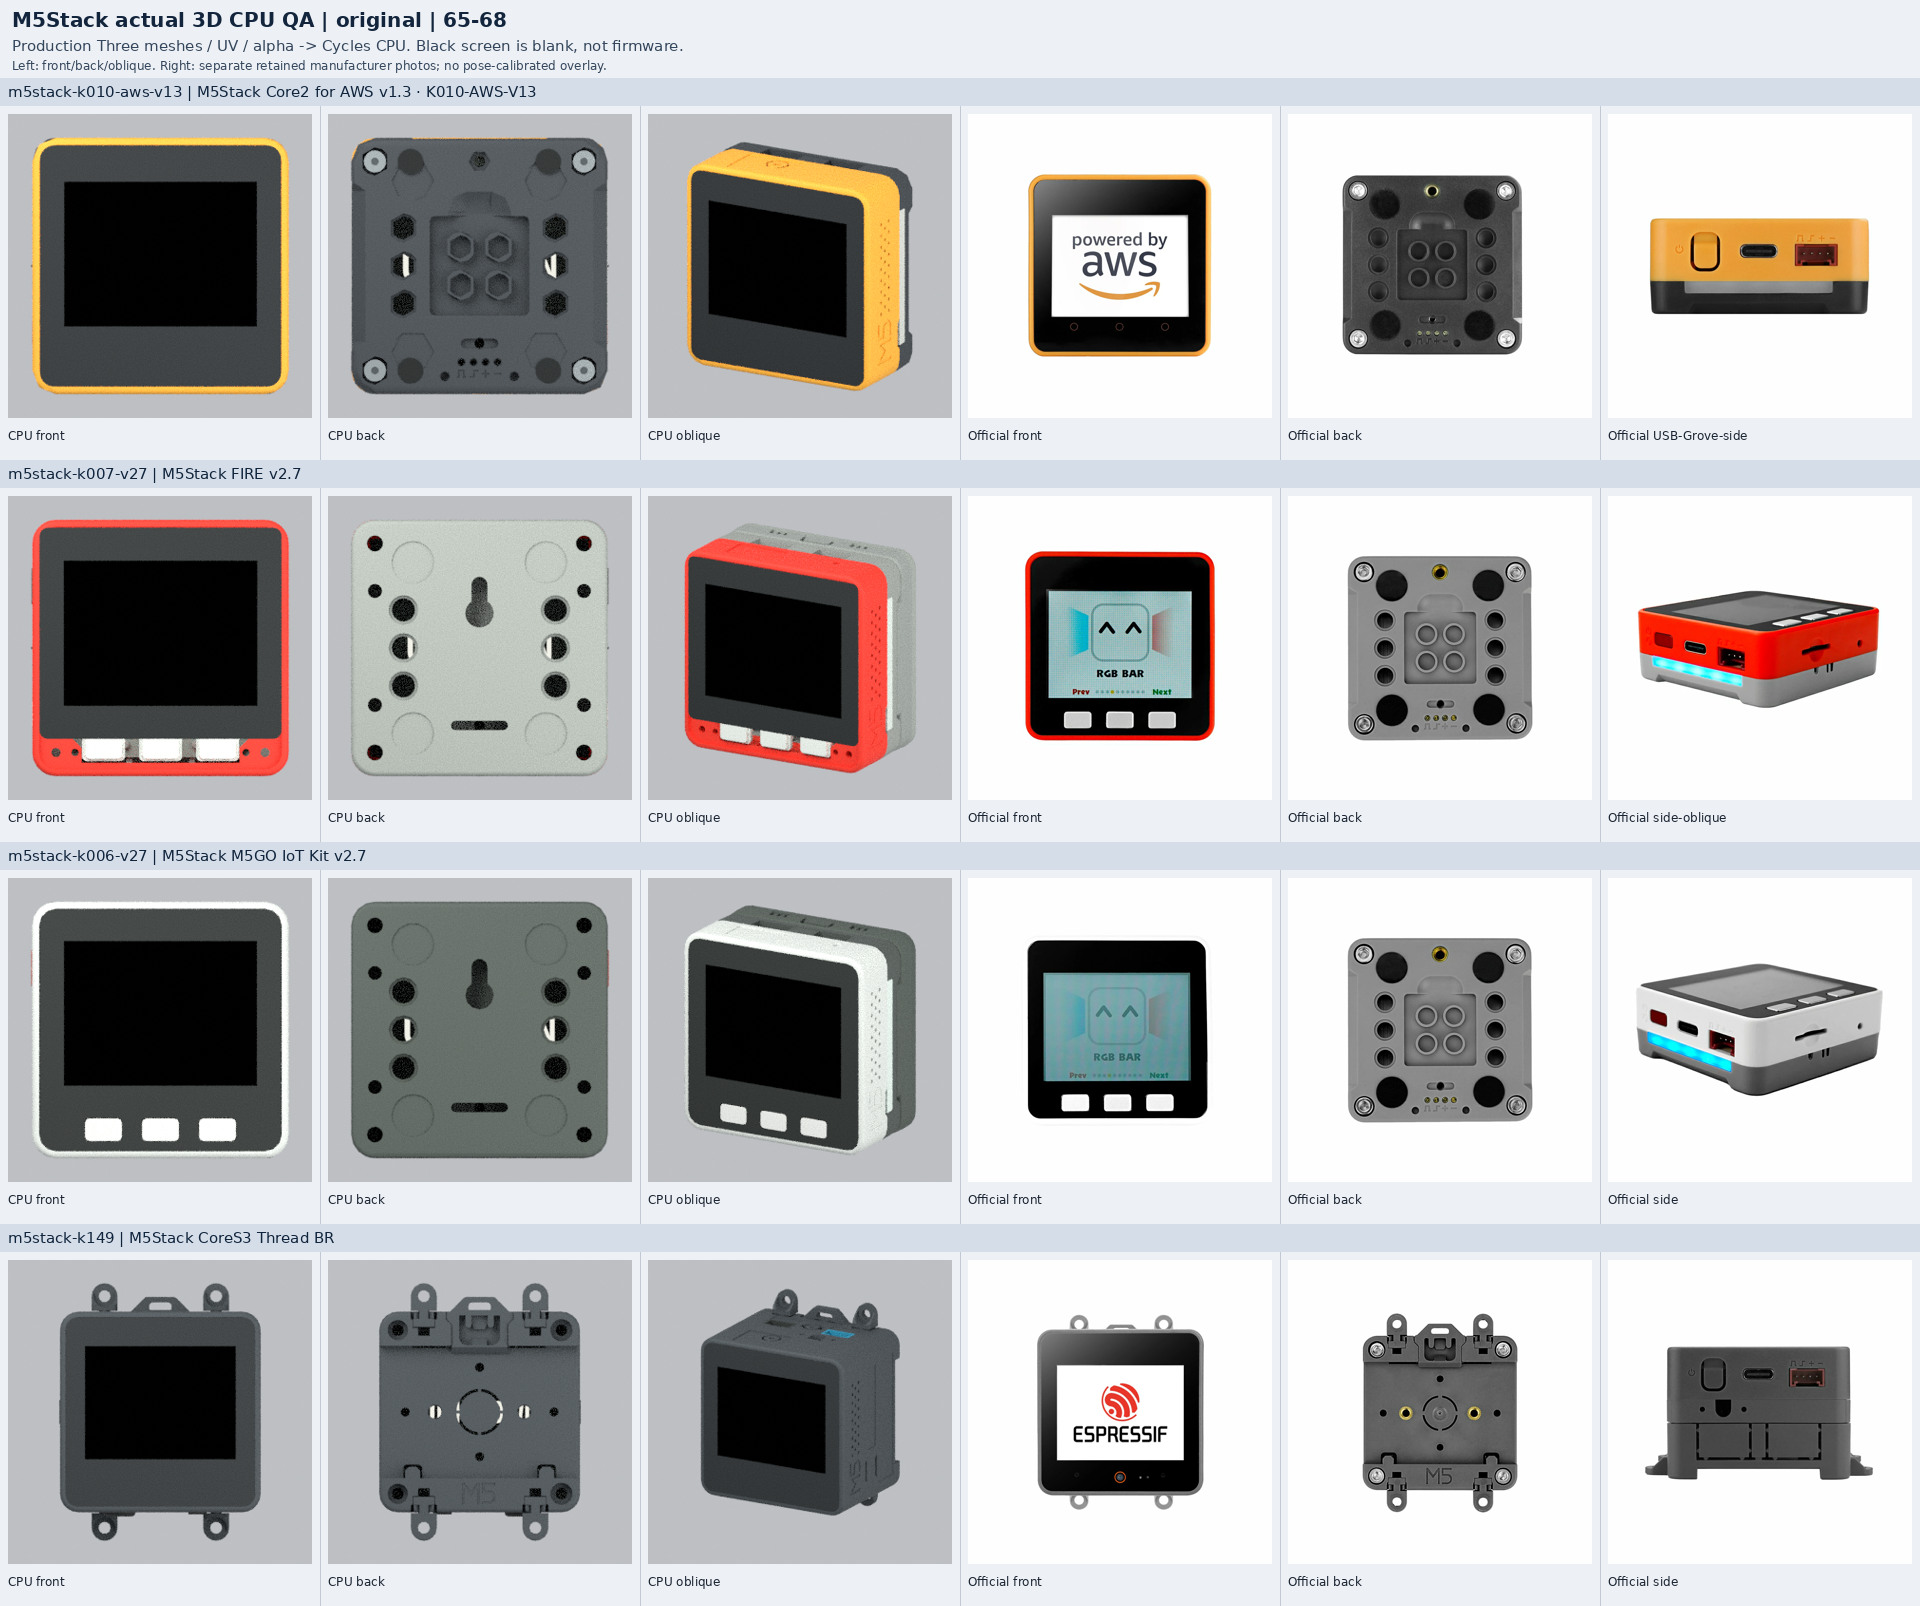 M5Stack actual 3D CPU QA | original | 65-68
Production Three meshes / UV / alpha -> Cycles CPU. Black screen is blank, not firmware.
Left: front/back/oblique. Right: separate retained manufacturer photos; no pose-calibrated overlay.
m5stack-k010-aws-v13 | M5Stack Core2 for AWS v1.3 · K010-AWS-V13
M5
powered by
aws
CPU front
CPU back
CPU oblique
Official front
Official back
Official USB-Grove-side
m5stack-k007-v27 | M5Stack FIRE v2.7
RGB BAR
Prev
Next
CPU front
CPU back
CPU oblique
Official front
Official back
Official side-oblique
m5stack-k006-v27 | M5Stack M5GO IoT Kit v2.7
RGB BAR
Prev
Next
CPU front
CPU back
CPU oblique
Official front
Official back
Official side
m5stack-k149 | M5Stack CoreS3 Thread BR
M5
M5
ESPRESSIF
M5
CPU front
CPU back
CPU oblique
Official front
Official back
Official side